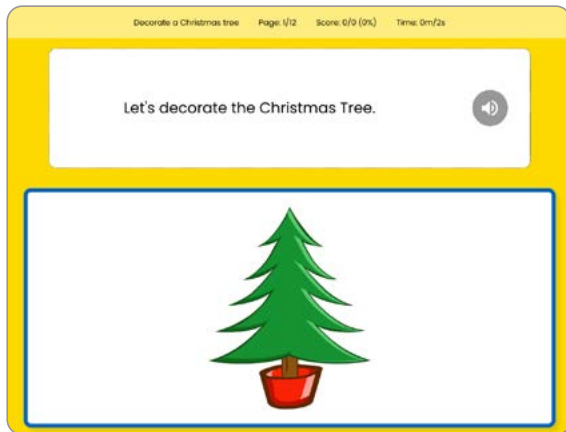 Decorate a Christmas tree Page: 1/12 Score: 0/0 (0%) Time: 0m/2s
Let's decorate the Christmas Tree.